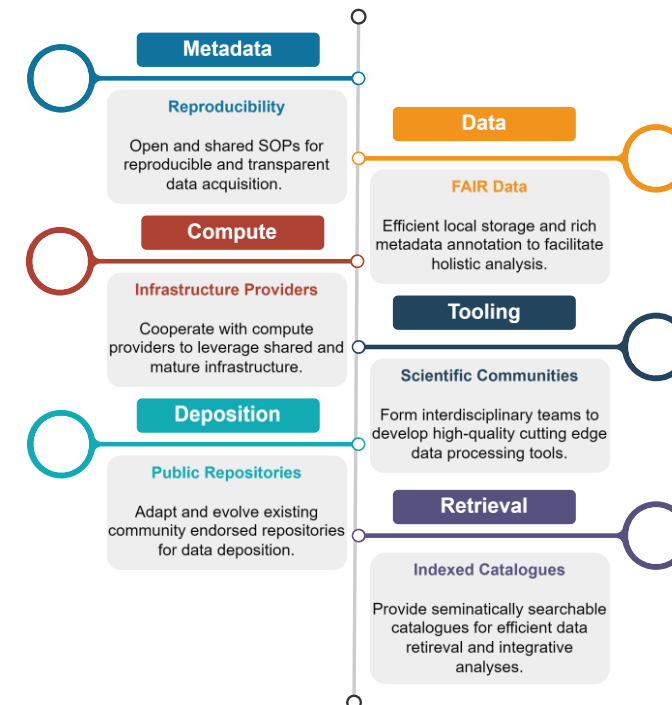 Metadata
Reproducibility
Open and shared SOPs for
reproducible and transparent
data acquisition.
Data
FAIR Data
Efficient local storage and rich
metadata annotation to facilitate
holistic analysis.
Compute
Infrastructure Providers
Cooperate with compute
providers to leverage shared and
mature infrastructure.
Tooling
Scientific Communities
Form interdisciplinary teams to
develop high-quality cutting edge
data processing tools.
Deposition
Public Repositories
Adapt and evolve existing
community endorsed repositories
for data deposition.
Retrieval
Indexed Catalogues
Provide seminatically searchable
catalogues for efficient data
retireval and integrative
analyses.